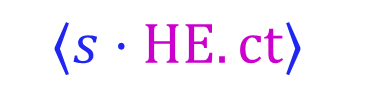 ⟨s · HE.ct⟩